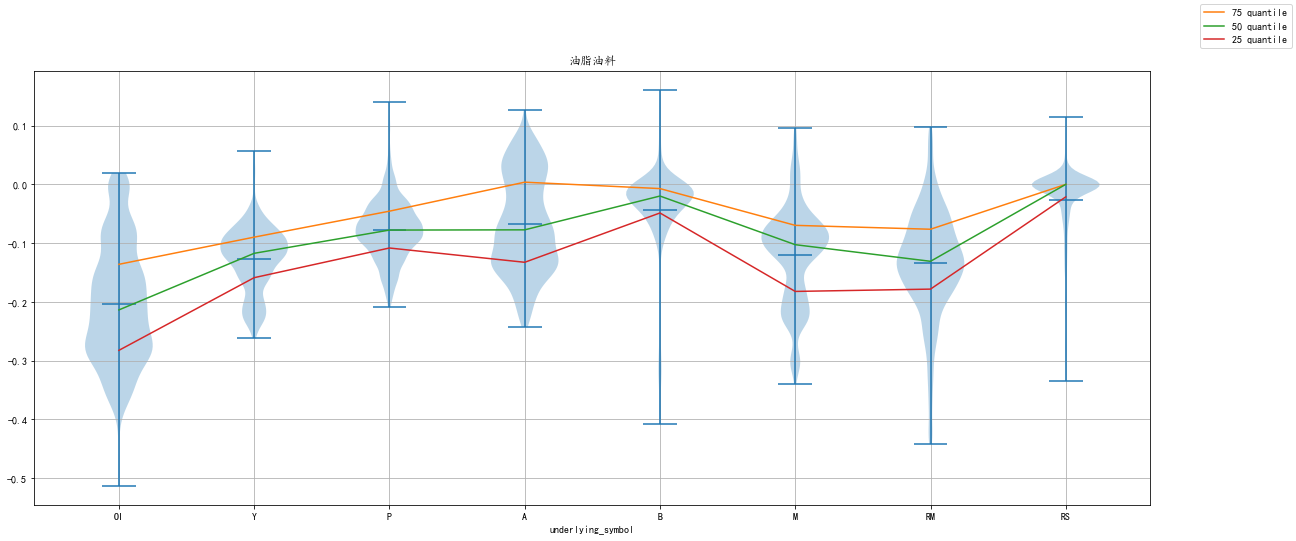 75 quantile
50 quantile
25 quantile
油脂油料
0.1
0.0
−0.1
−0.2
−0.3
−0.4
−0.5
OI Y P A B M RM RS
underlying_symbol